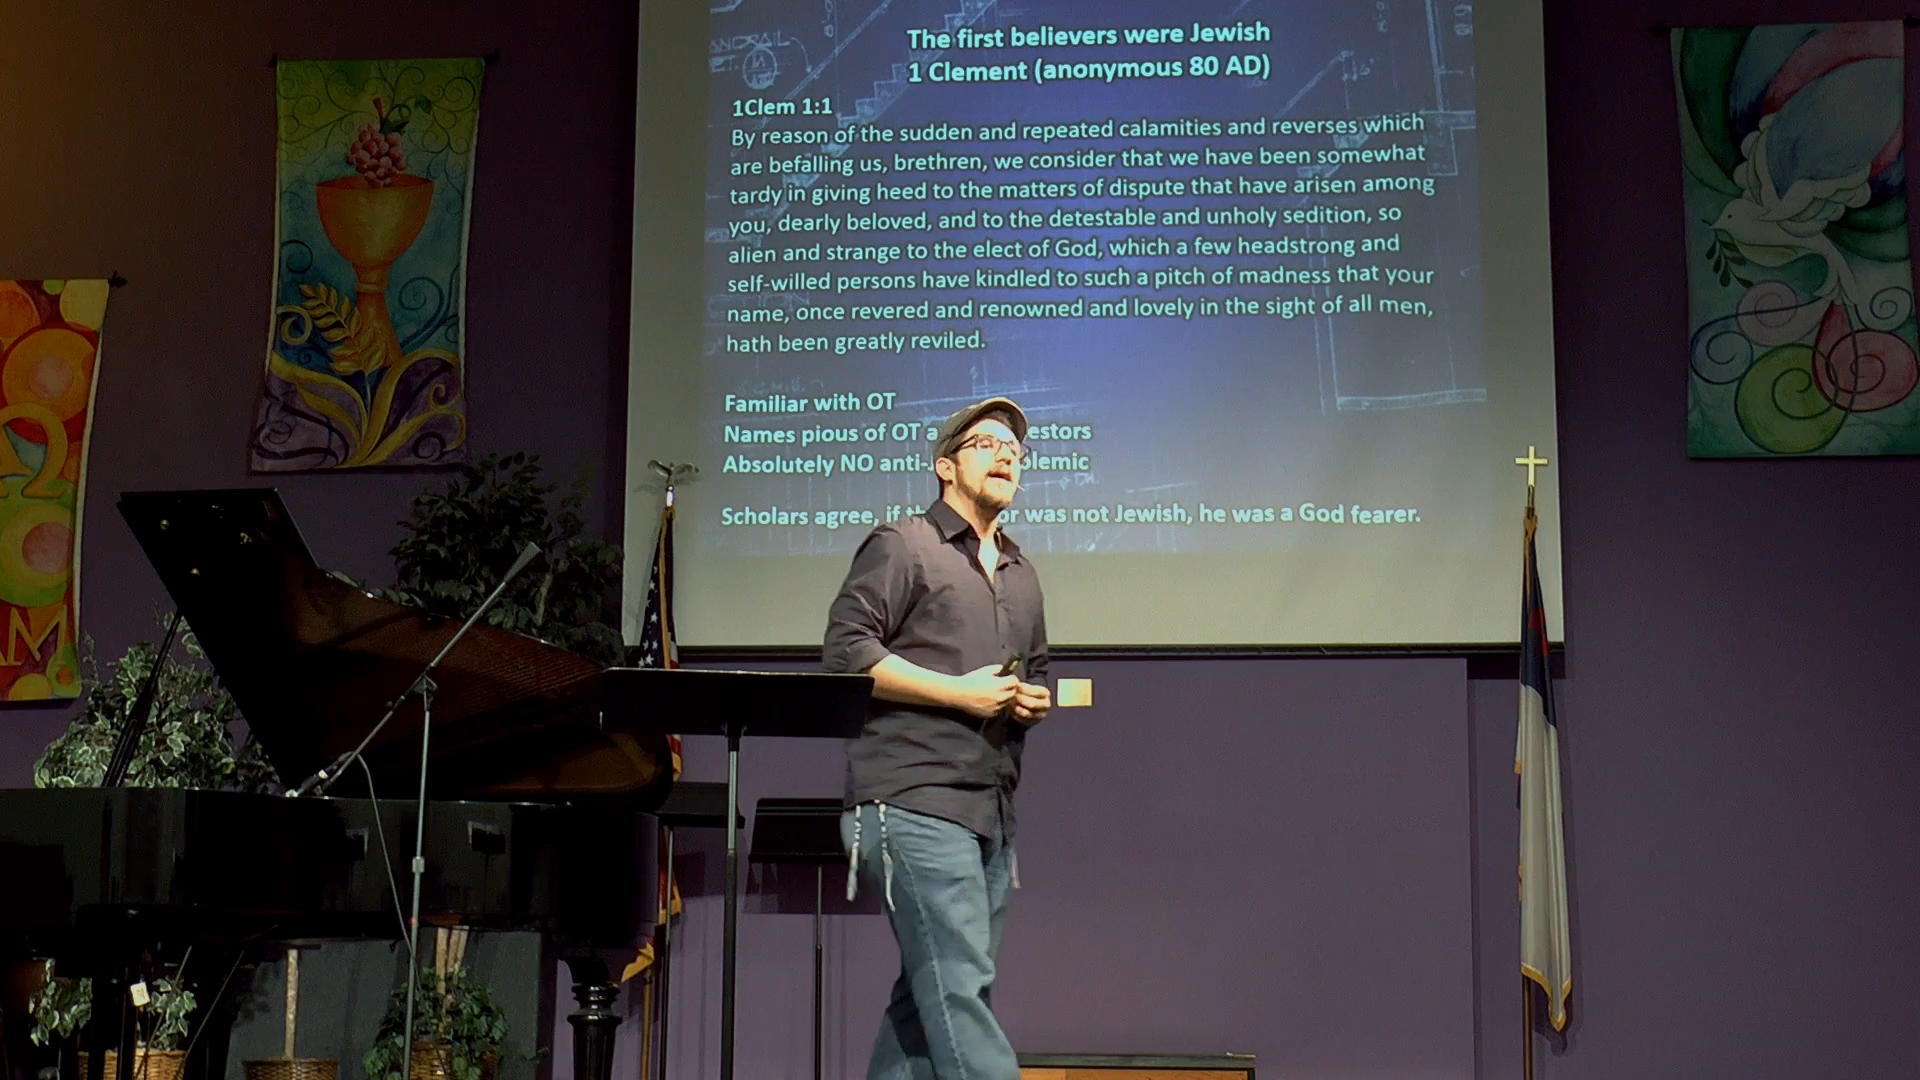 The first believers were Jewish
1 Clement (anonymous 80 AD)
1Clem 1:1
By reason of the sudden and repeated calamities and reverses which
are befalling us, brethren, we consider that we have been somewhat
tardy in giving heed to the matters of dispute that have arisen among
you, dearly beloved, and to the detestable and unholy sedition, so
alien and strange to the elect of God, which a few headstrong and
self-willed persons have kindled to such a pitch of madness that your
name, once revered and renowned and lovely in the sight of all men,
hath been greatly reviled.
Familiar with OT
Names pious of OT
Absolutely NO
Scholars agree, if was not Jewish, he was a God fearer.